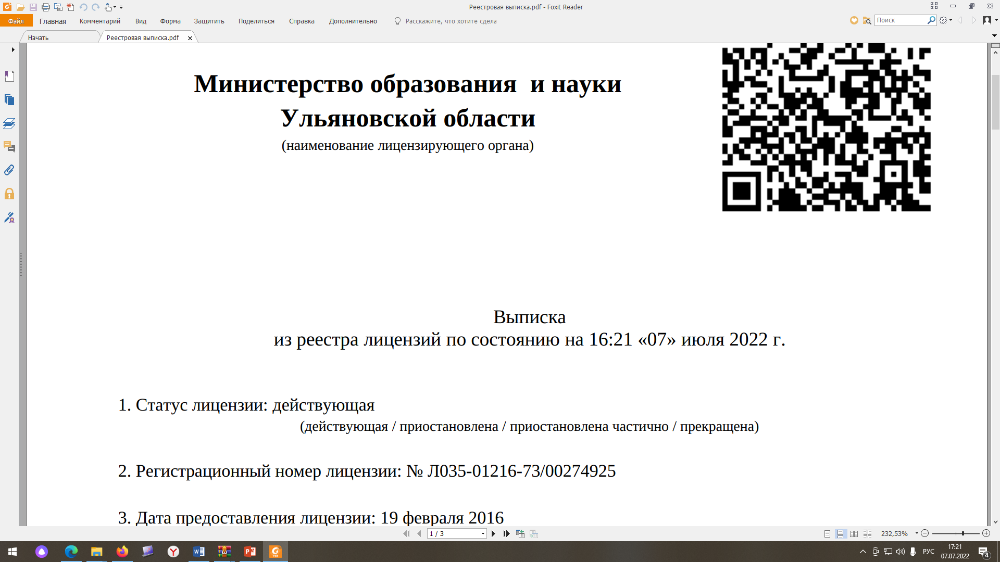 Реестровая выписка.pdf - Foxit Reader
Файл Главная Комментарий Вид Форма Защитить Поделиться Справка Дополнительно Расскажите, что хотите сдела Поиск
Начать Реестровая выписка.pdf
Министерство образования и науки
Ульяновской области
(наименование лицензирующего органа)
Выписка
из реестра лицензий по состоянию на 16:21 «07» июля 2022 г.
1. Статус лицензии: действующая
(действующая / приостановлена / приостановлена частично / прекращена)
2. Регистрационный номер лицензии: № Л035-01216-73/00274925
3. Дата предоставления лицензии: 19 февраля 2016
1 / 3 232,53%
РУС 17:21
07.07.2022 4